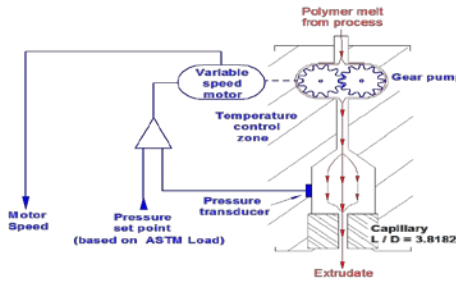 Polymer melt
from process
Variable
speed
motor
Gear pump
Temperature
control
zone
Motor
Speed
Pressure
set point
(based on ASTM Load)
Pressure
transducer
Capillary
L / D = 3.8182
Extrudate